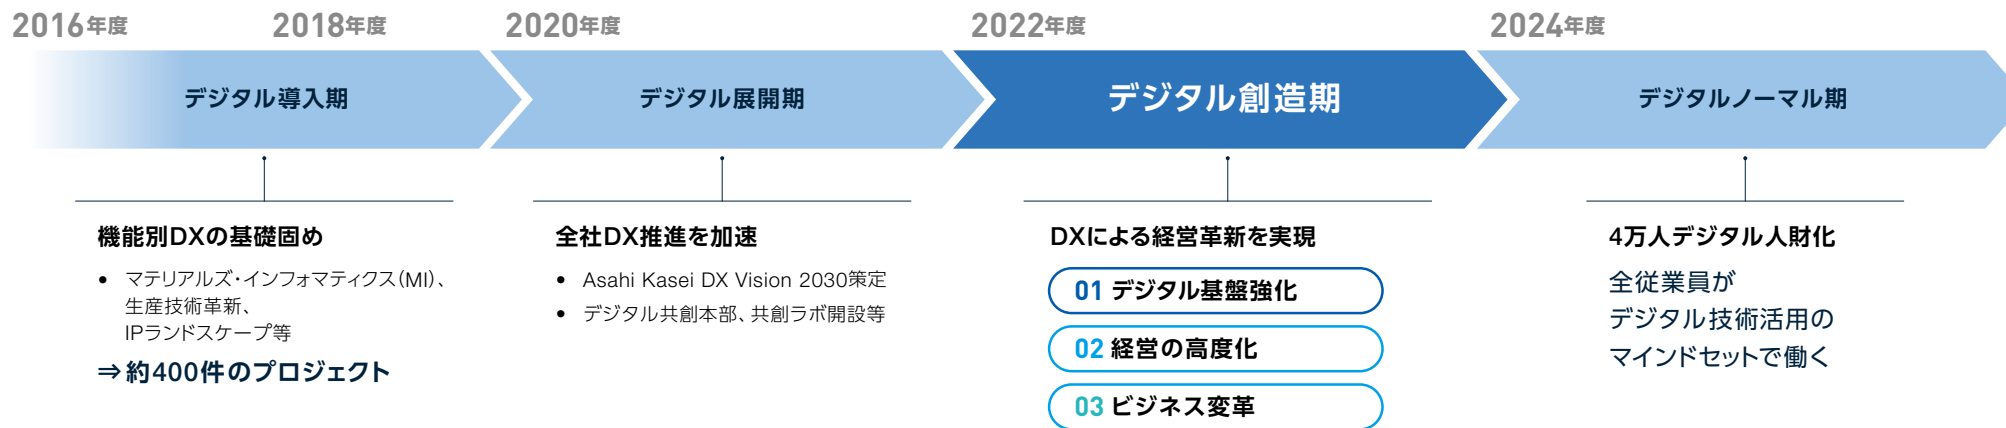 2016年度
2018年度
2020年度
2022年度
2024年度
デジタル導入期
デジタル展開期
デジタル創造期
デジタルノーマル期
機能別DXの基礎固め
• マテリアルズ・インフォマティクス(MI)、
生産技術革新、
IPランドスケープ等
⇒約400件のプロジェクト
全社DX推進を加速
• Asahi Kasei DX Vision 2030策定
• デジタル共創本部、共創ラボ開設等
DXによる経営革新を実現
01 デジタル基盤強化
02 経営の高度化
03 ビジネス変革
4万人デジタル人財化
全従業員が
デジタル技術活用の
マインドセットで働く